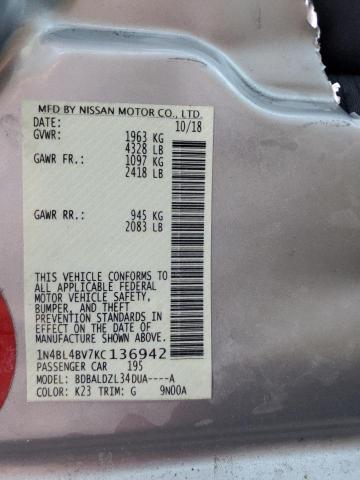 MFD BY NISSAN MOTOR CO., LTD
DATE: 10/18
GVWR: 1963 KG
4328 LB
GAWR FR.: 1097 KG
2418 LB
GAWR RR.: 945 KG
2083 LB
THIS VEHICLE CONFORMS TO
ALL APPLICABLE FEDERAL
MOTOR VEHICLE SAFETY,
BUMPER, AND THEFT
PREVENTION STANDARDS
IN EFFECT ON THE DATE OF
MANUFACTURE SHOWN ABOVE.
1N4BL4BV7KC136942
PASSENGER CAR 195
MODEL: BDBALDZL34DUA----A
COLOR: K23 TRIM: G 9N00A